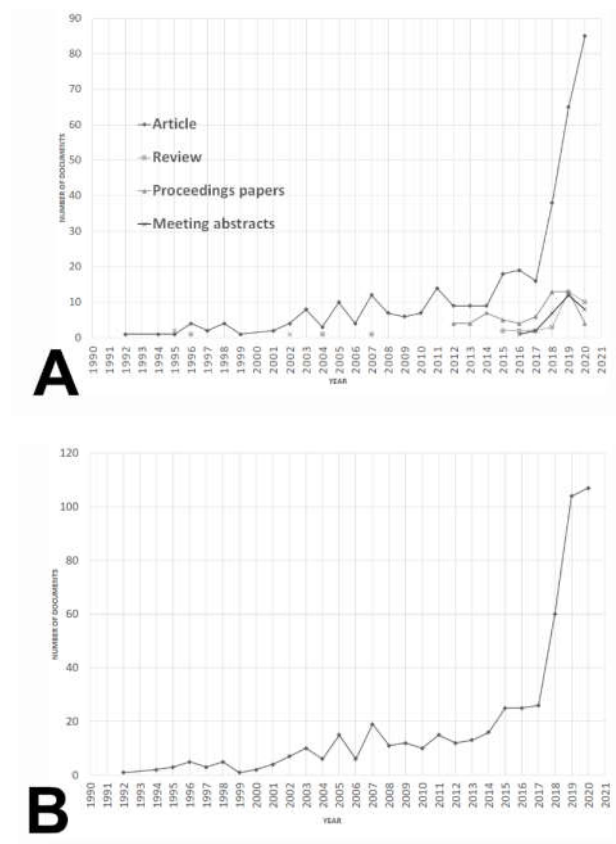 90
80
70
60
50
40
30
20
10
0
NUMBER OF DOCUMENTS
Article
Review
Proceedings papers
Meeting abstracts
1990 1991 1992 1993 1994 1995 1996 1997 1998 1999 2000 2001 2002 2003 2004 2005 2006 2007 2008 2009 2010 2011 2012 2013 2014 2015 2016 2017 2018 2019 2020 2021
YEAR
A
120
100
80
60
40
20
0
NUMBER OF DOCUMENTS
1990 1991 1992 1993 1994 1995 1996 1997 1998 1999 2000 2001 2002 2003 2004 2005 2006 2007 2008 2009 2010 2011 2012 2013 2014 2015 2016 2017 2018 2019 2020 2021
YEAR
B